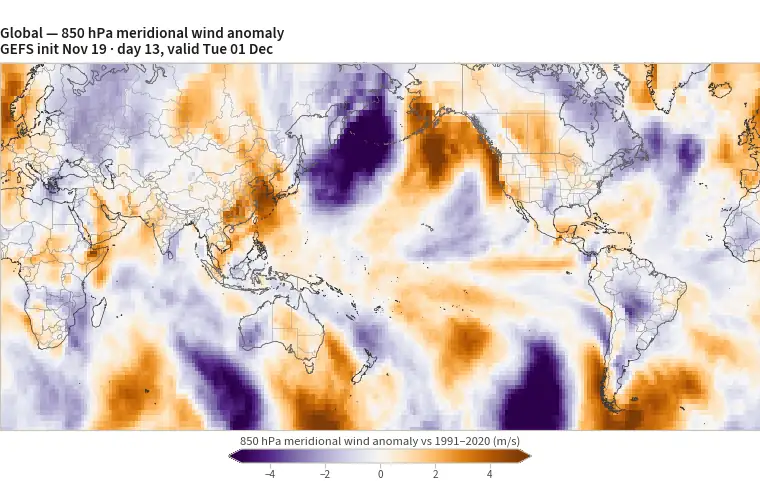 Global — 850 hPa meridional wind anomaly
GEFS init Nov 19 · day 13, valid Tue 01 Dec
850 hPa meridional wind anomaly vs 1991–2020 (m/s)
−4 −2 0 2 4